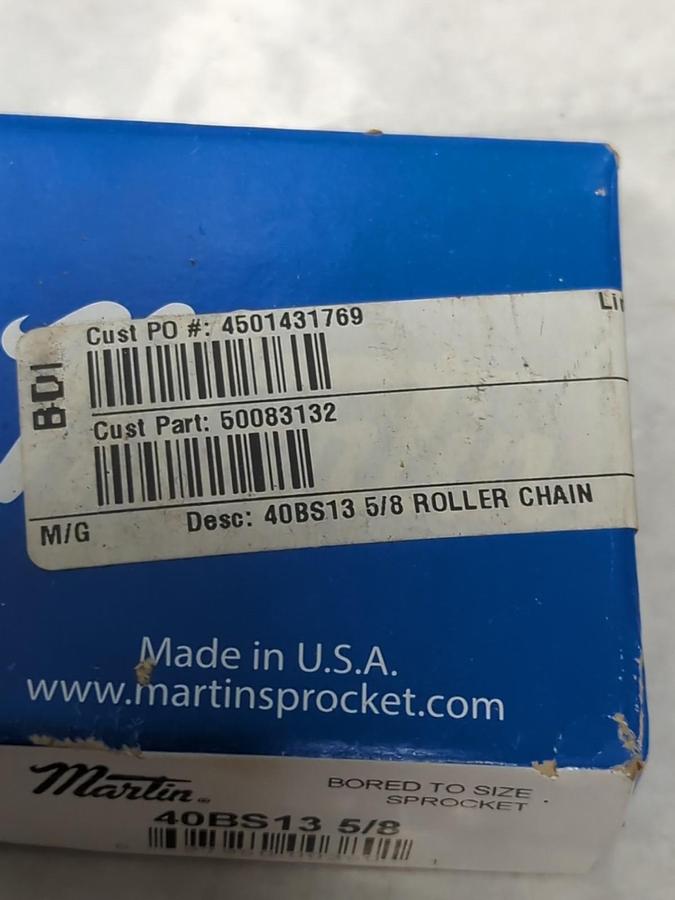 Cust PO #: 4501431769
BDI
Cust Part: 50083132
M/G
Desc: 40BS13 5/8 ROLLER CHAIN
Made in U.S.A.
www.martinsprocket.com
Martin
BORED TO SIZE
SPROCKET
40BS13 5/8